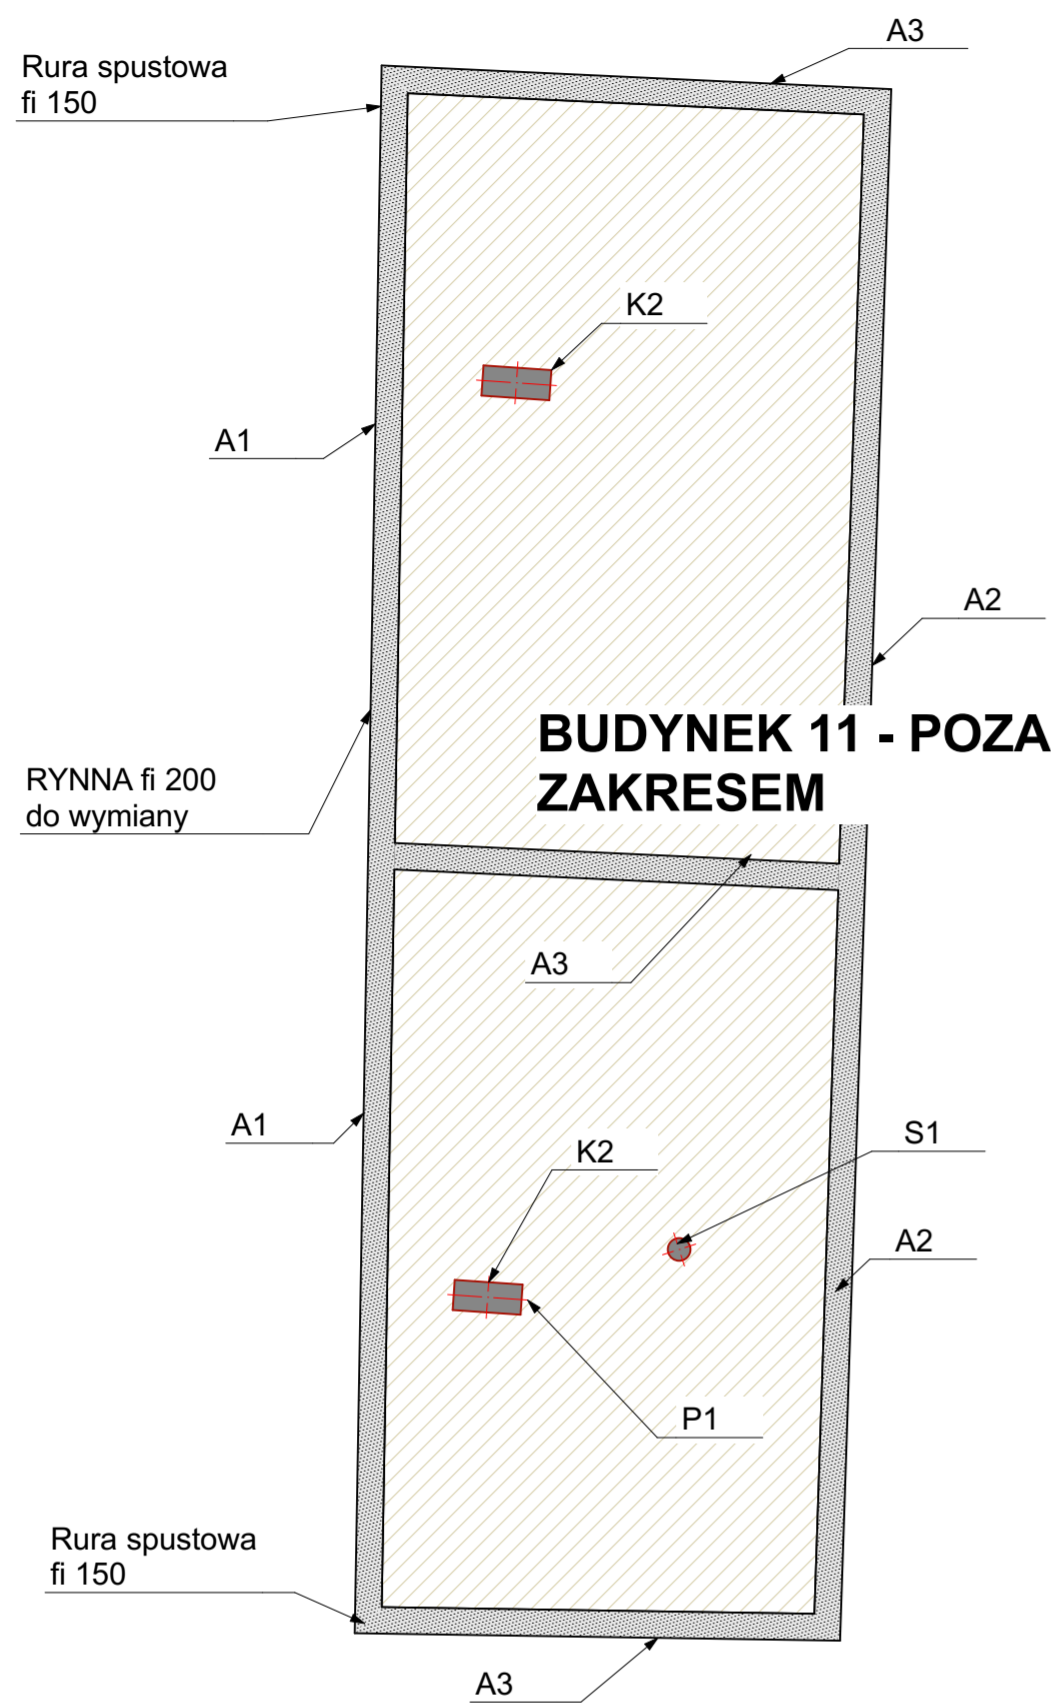 A3
Rura spustowa
fi 150
K2
A1
A2
BUDYNEK 11 - POZA
ZAKRESEM
RYNNA fi 200
do wymiany
A3
A1
S1
K2
A2
P1
Rura spustowa
fi 150
A3